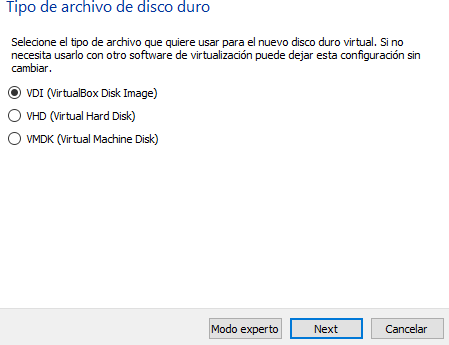 Tipo de archivo de disco duro
Selecione el tipo de archivo que quiere usar para el nuevo disco duro virtual. Si no
necesita usarlo con otro software de virtualización puede dejar esta configuración sin
cambiar.
VDI (VirtualBox Disk Image)
VHD (Virtual Hard Disk)
VMDK (Virtual Machine Disk)
Modo experto Next Cancelar